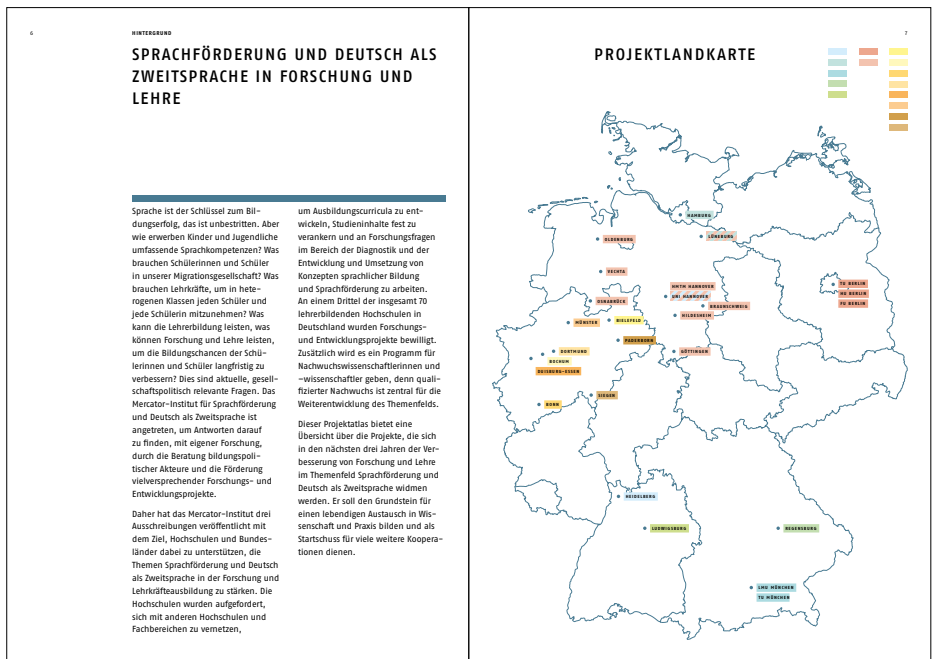 6
HINTERGRUND
SPRACHFÖRDERUNG UND DEUTSCH ALS
ZWEITSPRACHE IN FORSCHUNG UND
LEHRE
Sprache ist der Schlüssel zum Bil-
dungserfolg, das ist unbestritten. Aber
wie erwerben Kinder und Jugendliche
umfassende Sprachkompetenzen? Was
brauchen Schülerinnen und Schüler
in unserer Migrationsgesellschaft? Was
brauchen Lehrkräfte, um in hete-
rogenen Klassen jeden Schüler und
jede Schülerin mitzunehmen? Was
kann die Lehrerbildung leisten, was
können Forschung und Lehre leisten,
um die Bildungschancen der Schü-
lerinnen und Schüler langfristig zu
verbessern? Dies sind aktuelle, gesell-
schaftspolitisch relevante Fragen. Das
Mercator-Institut für Sprachförderung
und Deutsch als Zweitsprache ist
angetreten, um Antworten darauf
zu finden, mit eigener Forschung,
durch die Beratung bildungspoli-
tischer Akteure und die Förderung
vielversprechender Forschungs- und
Entwicklungsprojekte.
Daher hat das Mercator-Institut drei
Ausschreibungen veröffentlicht mit
dem Ziel, Hochschulen und Bundes-
länder dabei zu unterstützen, die
Themen Sprachförderung und Deutsch
als Zweitsprache in der Forschung und
Lehrkräfteausbildung zu stärken. Die
Hochschulen wurden aufgefordert,
sich mit anderen Hochschulen und
Fachbereichen zu vernetzen,
um Ausbildungscurricula zu ent-
wickeln, Studieninhalte fest zu
verankern und an Forschungsfragen
im Bereich der Diagnostik und der
Entwicklung und Umsetzung von
Konzepten sprachlicher Bildung
und Sprachförderung zu arbeiten.
An einem Drittel der insgesamt 70
lehrerbildenden Hochschulen in
Deutschland wurden Forschungs-
und Entwicklungsprojekte bewilligt.
Zusätzlich wird es ein Programm für
Nachwuchswissenschaftlerinnen und
-wissenschaftler geben, denn quali-
fizierter Nachwuchs ist zentral für die
Weiterentwicklung des Themenfelds.
Dieser Projektatlas bietet eine
Übersicht über die Projekte, die sich
in den nächsten drei Jahren der Ver-
besserung von Forschung und Lehre
im Themenfeld Sprachförderung und
Deutsch als Zweitsprache widmen
werden. Er soll den Grundstein für
einen lebendigen Austausch in Wis-
senschaft und Praxis bilden und als
Startschuss für viele weitere Koopera-
tionen dienen.
7
PROJEKTLANDKARTE
HAMBURG
LÜNEBURG
OLDENBURG
VECHTA
HMTM HANNOVER
UNI HANNOVER
BRAUNSCHWEIG
HILDESHEIM
TU BERLIN
HU BERLIN
FU BERLIN
OSNABRÜCK
MÜNSTER
BIELEFELD
PADERBORN
GÖTTINGEN
DORTMUND
BOCHUM
DUISBURG-ESSEN
SIEGEN
BONN
HEIDELBERG
LUDWIGSBURG
REGENSBURG
LMU MÜNCHEN
TU MÜNCHEN